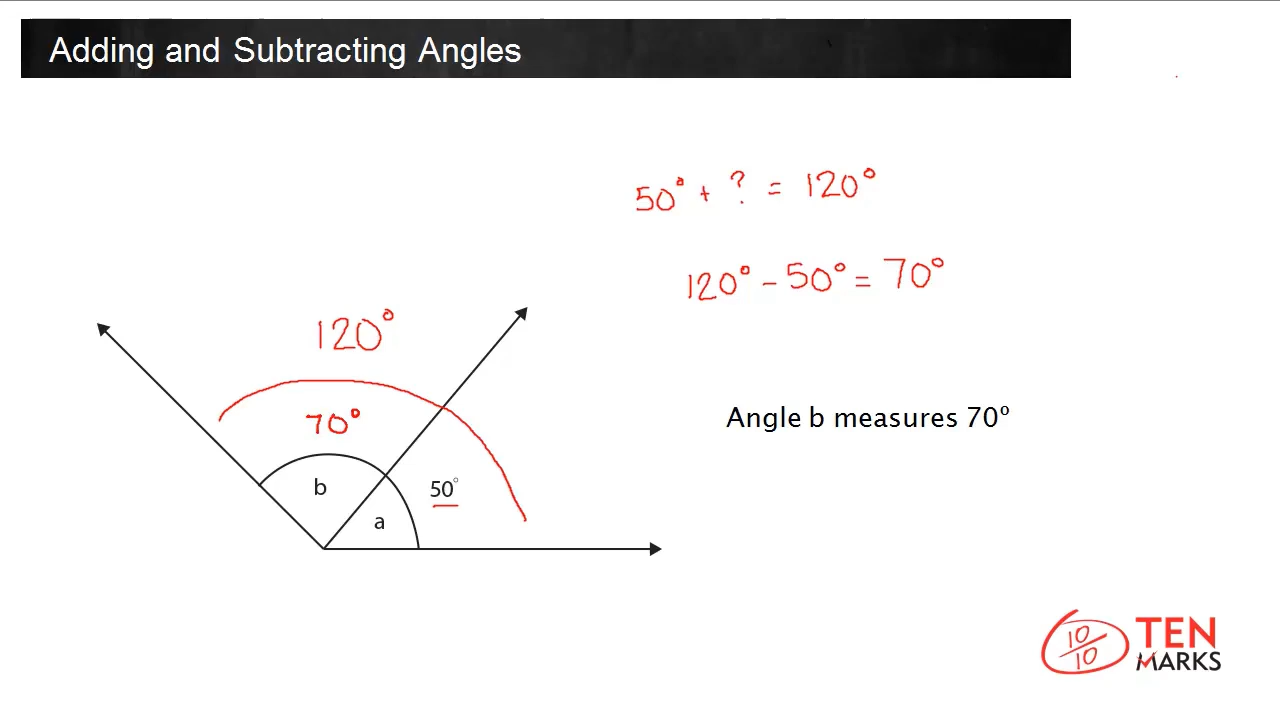 Adding and Subtracting Angles
50° + ? = 120°
120° - 50° = 70°
120°
70°
Angle b measures 70°
b
50°
a
10/10
TEN
MARKS